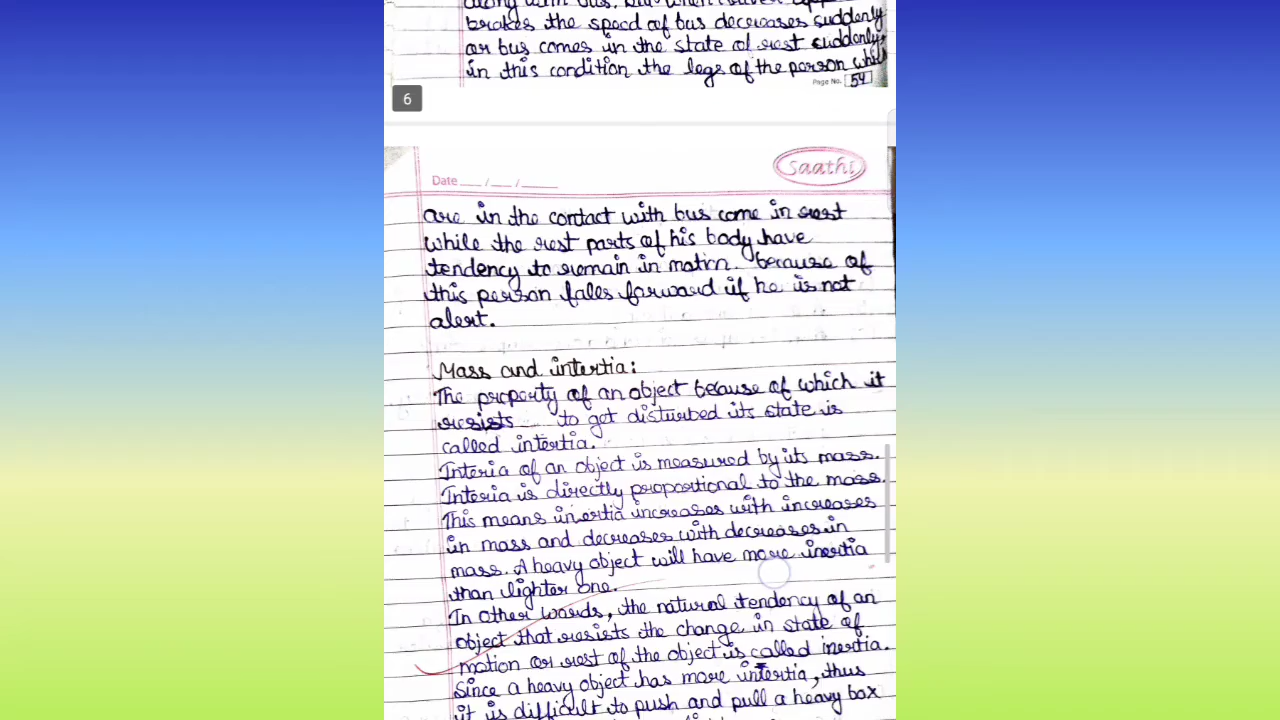 brakes the speed of bus decreases suddenly
or bus comes in the state of rest suddenly
in this condition the legs of the person which
Page No. 54
6
Saathi
Date __/__/____
are in the contact with bus come in rest
while the rest parts of his body have
tendency to remain in motion. because of
this person fales forward if he is not
alert.
Mass and intertia:
The property of an object because of which it
resists to get disturbed its state is
called intertia.
Interia of an object is measured by its mass.
Interia is directly proportional to the mass.
This means inertia increases with increases
in mass and decreases with decreases in
mass. A heavy object will have more inertia
than lighter one.
In other words, the natural tendency of an
object that resists the change in state of
motion or rest of the object is called inertia.
Since a heavy object has more intertia, thus
it is difficult to push and pull a heavy box